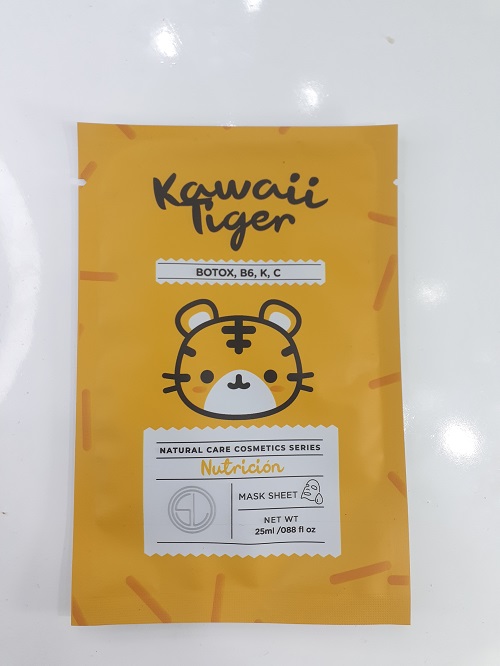 Kawaii
Tiger
BOTOX, B6, K, C
NATURAL CARE COSMETICS SERIES
Nutrición
MASK SHEET
NET WT
25ml /088 fl oz